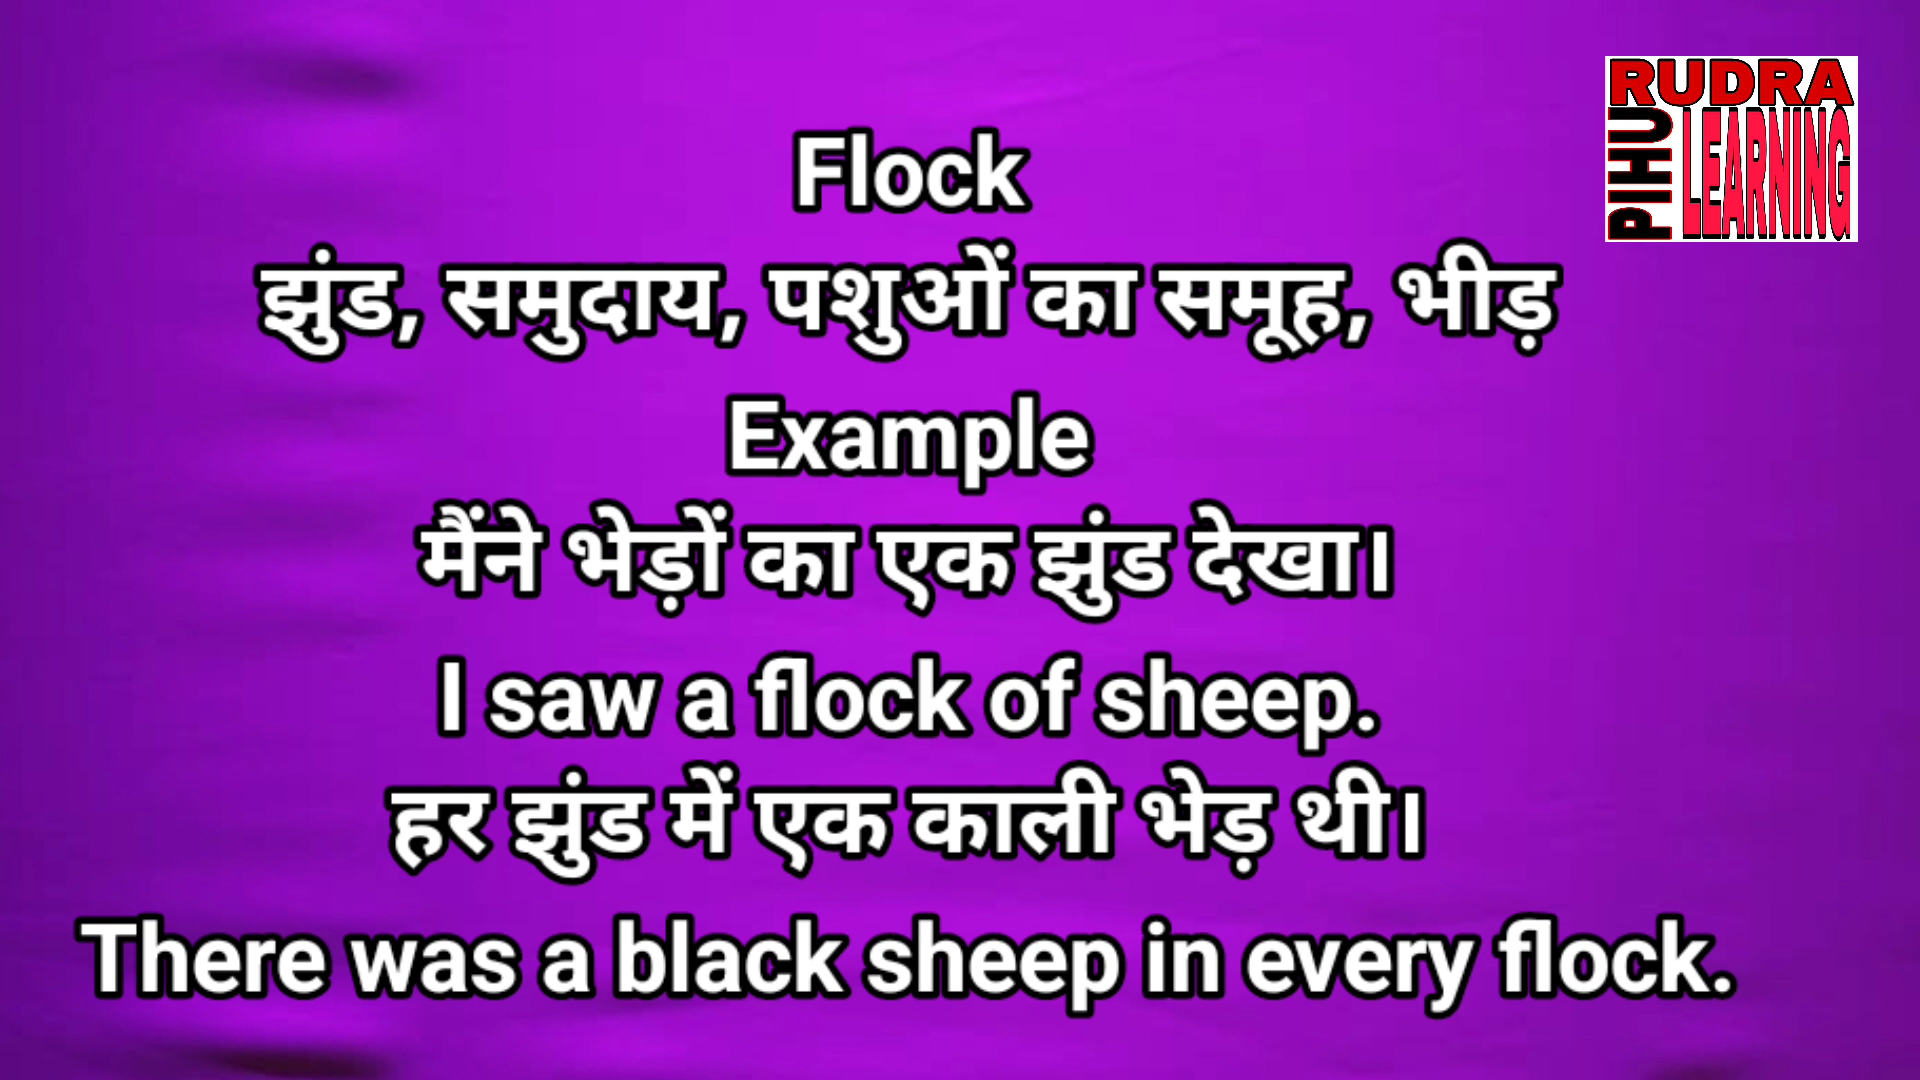 RUDRA
PIHU
LEARNING
Flock
झुंड, समुदाय, पशुओं का समूह, भीड़
Example
मैंने भेड़ों का एक झुंड देखा।
I saw a flock of sheep.
हर झुंड में एक काली भेड़ थी।
There was a black sheep in every flock.